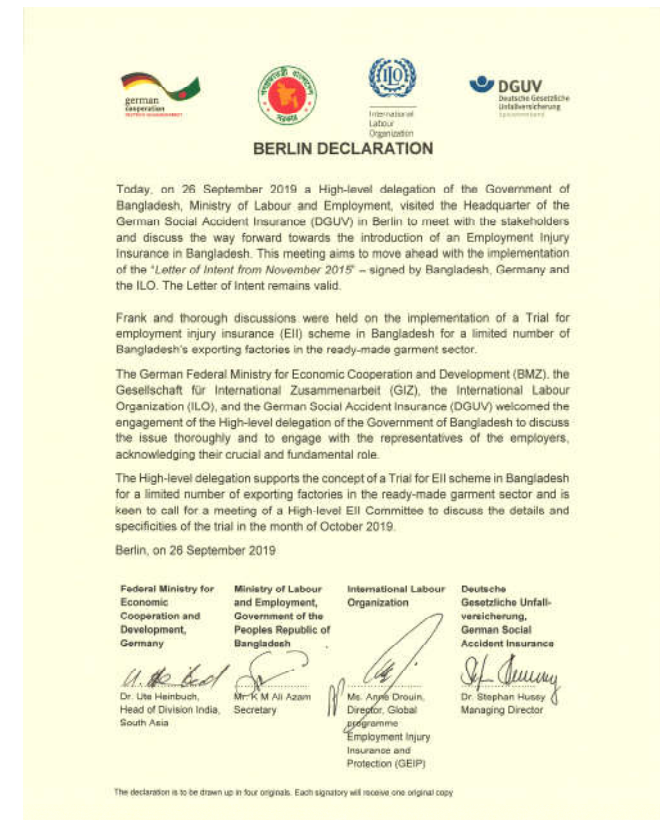 german
cooperation
DEUTSCHE ZUSAMMENARBEIT
International
Labour
Organization
DGUV
Deutsche Gesetzliche
Unfallversicherung
Spitzenverband
BERLIN DECLARATION
Today, on 26 September 2019 a High-level delegation of the Government of
Bangladesh, Ministry of Labour and Employment, visited the Headquarter of the
German Social Accident Insurance (DGUV) in Berlin to meet with the stakeholders
and discuss the way forward towards the introduction of an Employment Injury
Insurance in Bangladesh. This meeting aims to move ahead with the implementation
of the "Letter of Intent from November 2015" – signed by Bangladesh, Germany and
the ILO. The Letter of Intent remains valid.
Frank and thorough discussions were held on the implementation of a Trial for
employment injury insurance (EII) scheme in Bangladesh for a limited number of
Bangladesh's exporting factories in the ready-made garment sector.
The German Federal Ministry for Economic Cooperation and Development (BMZ), the
Gesellschaft für International Zusammenarbeit (GIZ), the International Labour
Organization (ILO), and the German Social Accident Insurance (DGUV) welcomed the
engagement of the High-level delegation of the Government of Bangladesh to discuss
the issue thoroughly and to engage with the representatives of the employers,
acknowledging their crucial and fundamental role.
The High-level delegation supports the concept of a Trial for EII scheme in Bangladesh
for a limited number of exporting factories in the ready-made garment sector and is
keen to call for a meeting of a High-level EII Committee to discuss the details and
specificities of the trial in the month of October 2019.
Berlin, on 26 September 2019
Federal Ministry for
Economic
Cooperation and
Development,
Germany
Dr. Ute Heinbuch,
Head of Division India,
South Asia
Ministry of Labour
and Employment,
Government of the
Peoples Republic of
Bangladesh
Mr. K M Ali Azam
Secretary
International Labour
Organization
Ms. Anne Drouin,
Director, Global
programme
Employment Injury
Insurance and
Protection (GEIP)
Deutsche
Gesetzliche Unfall-
versicherung,
German Social
Accident Insurance
Dr. Stephan Hussy
Managing Director
The declaration is to be drawn up in four originals. Each signatory will receive one original copy